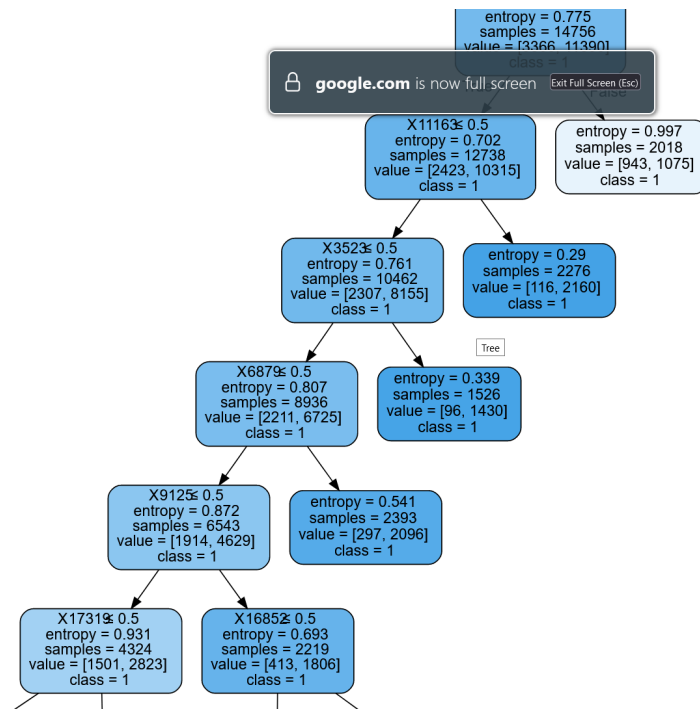 entropy = 0.775
samples = 14756
value = [3366, 11390]
class = 1
google.com is now full screen
Exit Full Screen (Esc)
False
X11163≤ 0.5
entropy = 0.702
samples = 12738
value = [2423, 10315]
class = 1
entropy = 0.997
samples = 2018
value = [943, 1075]
class = 1
X3523≤ 0.5
entropy = 0.761
samples = 10462
value = [2307, 8155]
class = 1
entropy = 0.29
samples = 2276
value = [116, 2160]
class = 1
Tree
X6879≤ 0.5
entropy = 0.807
samples = 8936
value = [2211, 6725]
class = 1
entropy = 0.339
samples = 1526
value = [96, 1430]
class = 1
X9125≤ 0.5
entropy = 0.872
samples = 6543
value = [1914, 4629]
class = 1
entropy = 0.541
samples = 2393
value = [297, 2096]
class = 1
X17319≤ 0.5
entropy = 0.931
samples = 4324
value = [1501, 2823]
class = 1
X16852≤ 0.5
entropy = 0.693
samples = 2219
value = [413, 1806]
class = 1